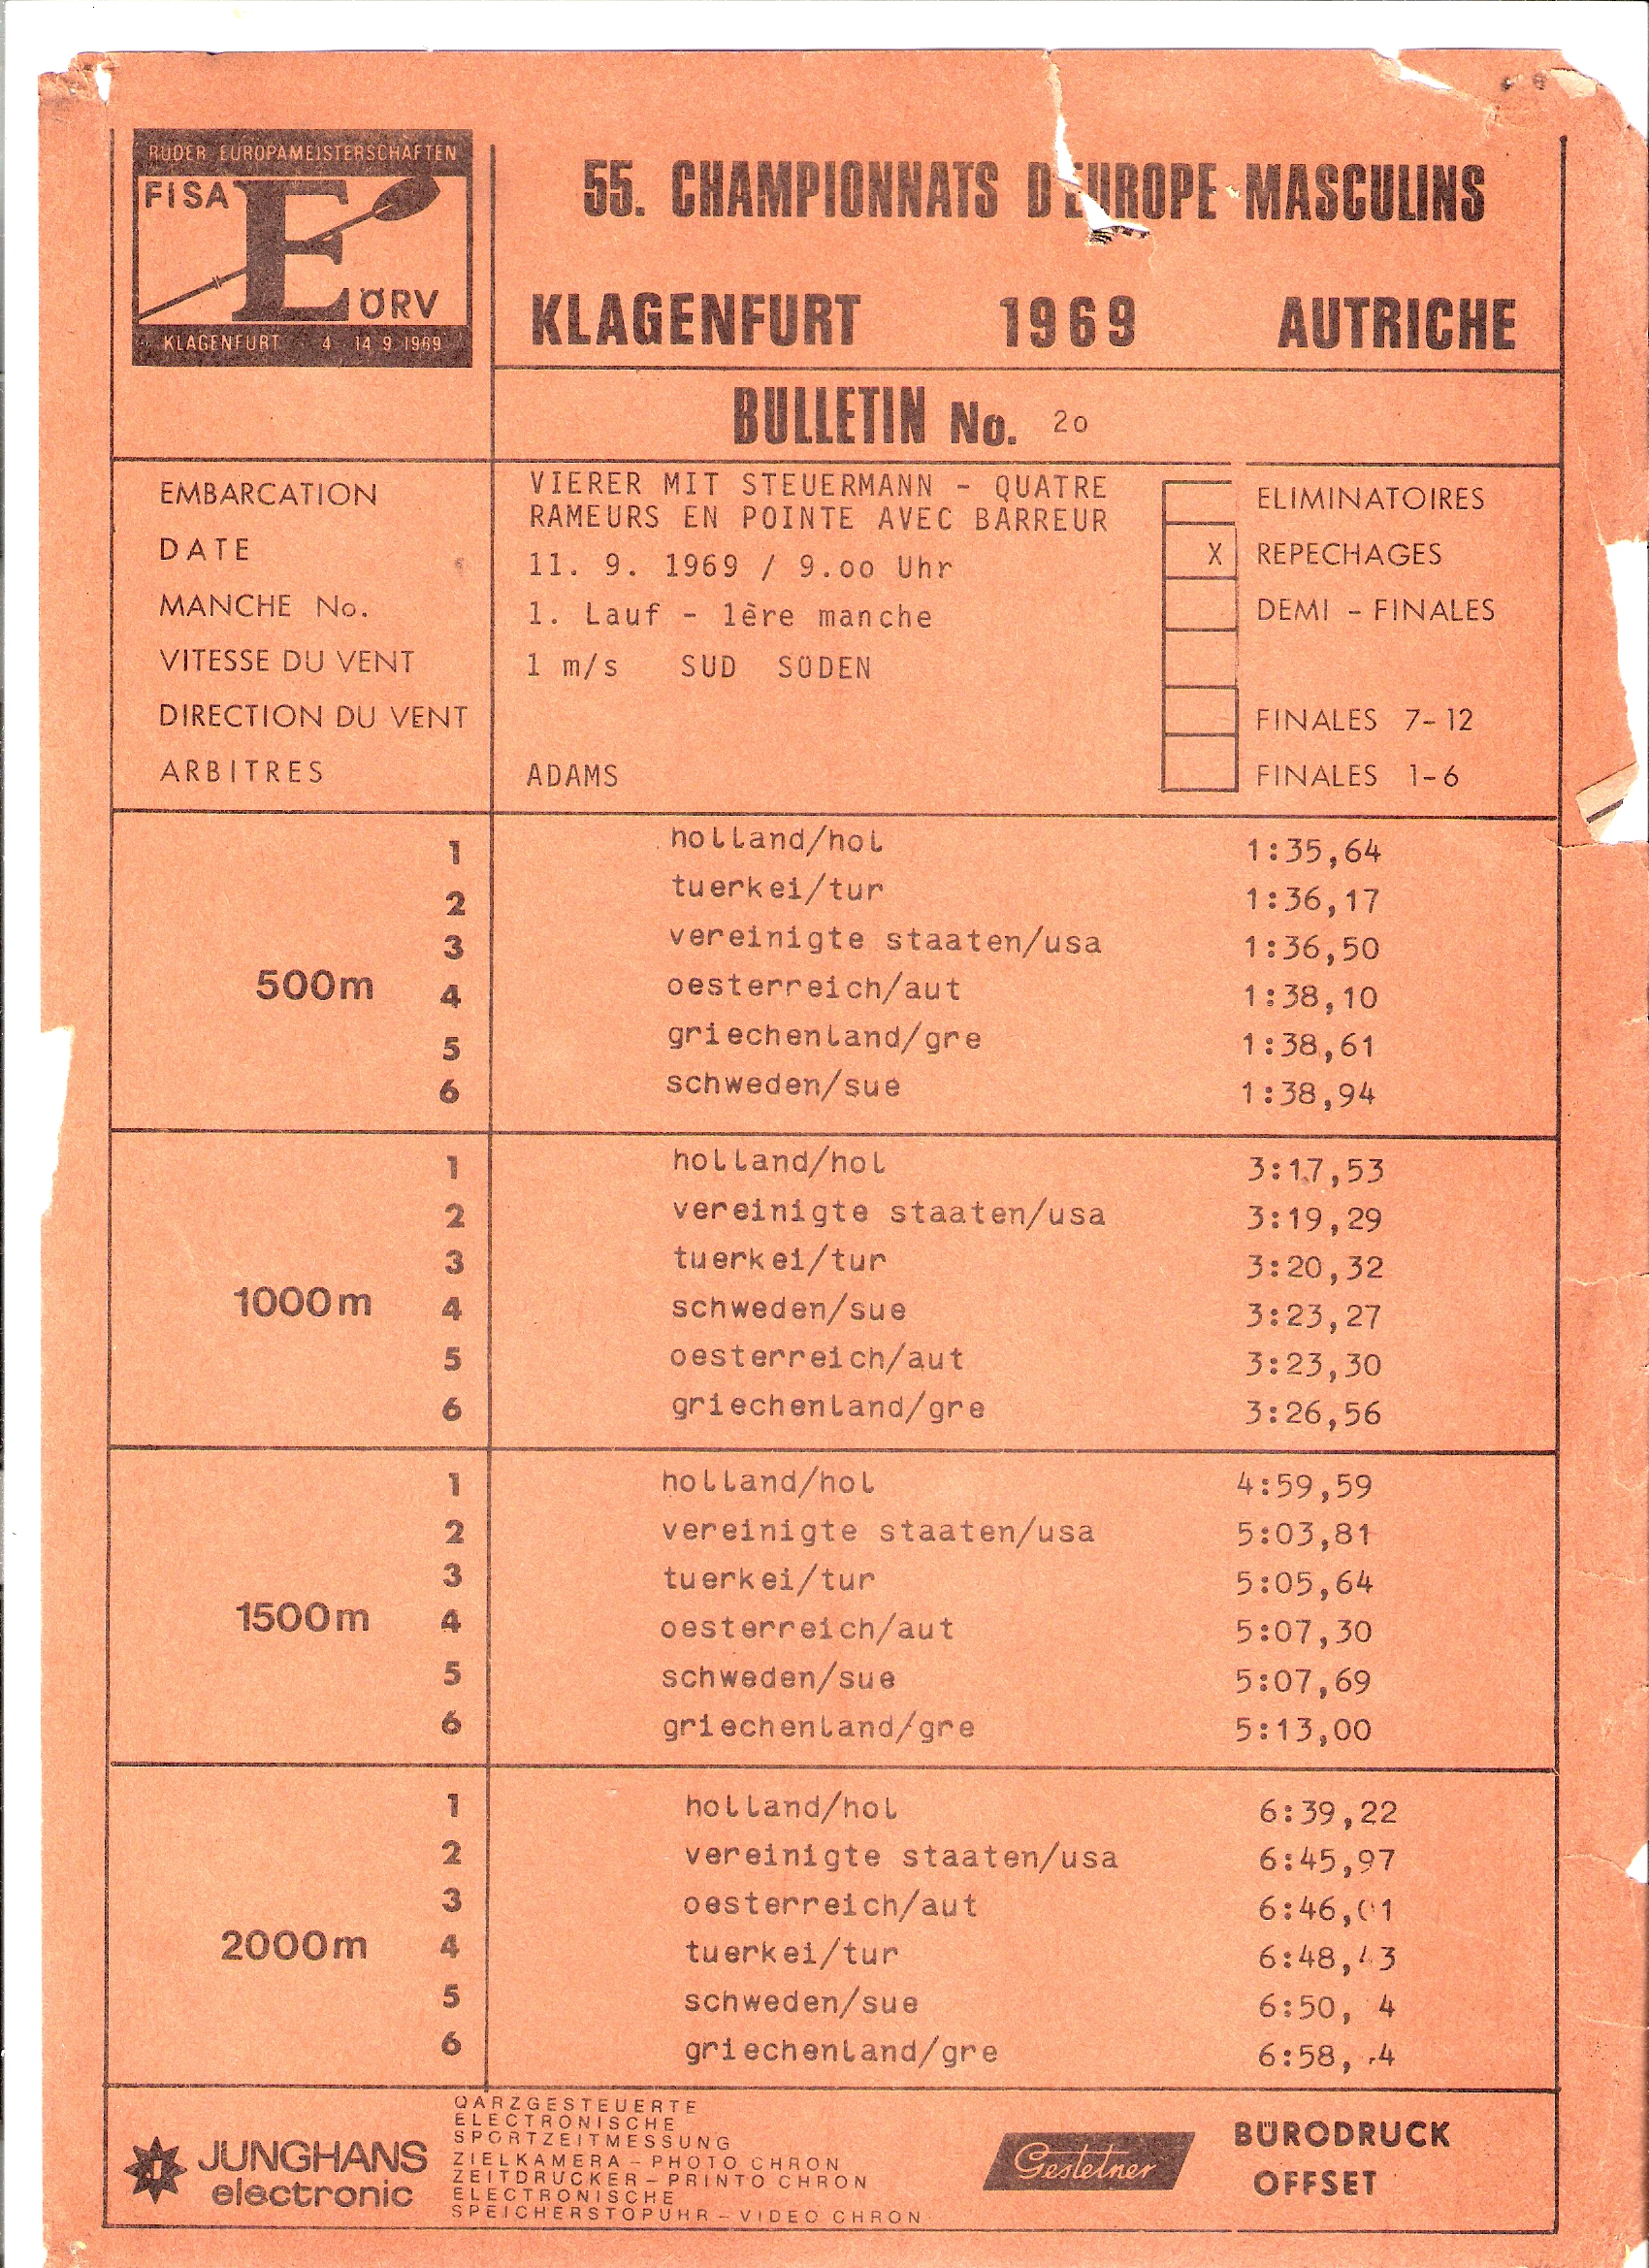 RUDER EUROPAMEISTERSCHAFTEN
FISA E ÖRV
KLAGENFURT 4 14 9 1969
55. CHAMPIONNATS D'EUROPE MASCULINS
KLAGENFURT 1969 AUTRICHE
BULLETIN No. 2o
EMBARCATION VIERER MIT STEUERMANN - QUATRE
RAMEURS EN POINTE AVEC BARREUR
DATE 11. 9. 1969 / 9.oo Uhr
MANCHE No. 1. Lauf - 1ère manche
VITESSE DU VENT 1 m/s SUD SÜDEN
DIRECTION DU VENT
ARBITRES ADAMS
ELIMINATOIRES
X REPECHAGES
DEMI - FINALES
FINALES 7-12
FINALES 1-6
500m
1 holland/hol 1:35,64
2 tuerkei/tur 1:36,17
3 vereinigte staaten/usa 1:36,50
4 oesterreich/aut 1:38,10
5 griechenland/gre 1:38,61
6 schweden/sue 1:38,94
1000m
1 holland/hol 3:17,53
2 vereinigte staaten/usa 3:19,29
3 tuerkei/tur 3:20,32
4 schweden/sue 3:23,27
5 oesterreich/aut 3:23,30
6 griechenland/gre 3:26,56
1500m
1 holland/hol 4:59,59
2 vereinigte staaten/usa 5:03,81
3 tuerkei/tur 5:05,64
4 oesterreich/aut 5:07,30
5 schweden/sue 5:07,69
6 griechenland/gre 5:13,00
2000m
1 holland/hol 6:39,22
2 vereinigte staaten/usa 6:45,97
3 oesterreich/aut 6:46,01
4 tuerkei/tur
5 schweden/sue
6 griechenland/gre
JUNGHANS
electronic
QARZGESTEUERTE
ELECTRONISCHE
SPORTZEITMESSUNG
ZIELKAMERA - PHOTO CHRON
ZEITDRUCKER - PRINTO CHRON
ELECTRONISCHE
SPEICHERSTOPUHR - VIDEO CHRON
Gestetner
BÜRODRUCK
OFFSET